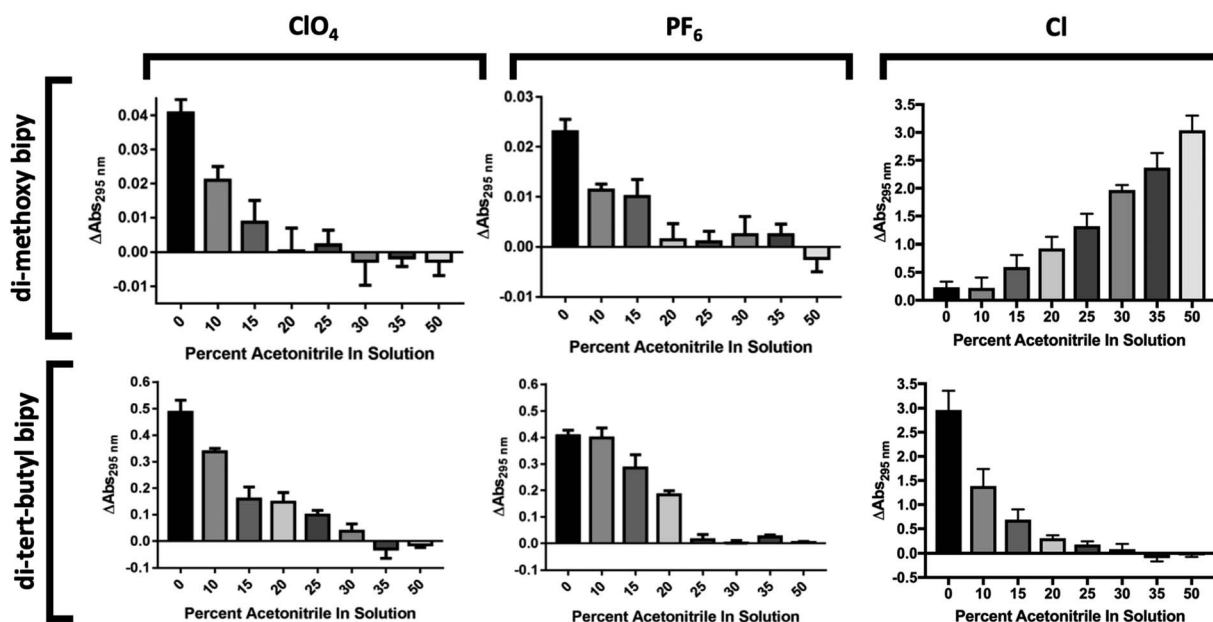 ClO4
PF6
Cl
di-methoxy bipy
ΔAbs295 nm
0.04
0.03
0.02
0.01
0.00
-0.01
0 10 15 20 25 30 35 50
Percent Acetonitrile In Solution
ΔAbs295 nm
0.03
0.02
0.01
0.00
-0.01
0 10 15 20 25 30 35 50
Percent Acetonitrile In Solution
ΔAbs295 nm
3.5
3.0
2.5
2.0
1.5
1.0
0.5
0.0
0 10 15 20 25 30 35 50
Percent Acetonitrile In Solution
di-tert-butyl bipy
ΔAbs295 nm
0.6
0.5
0.4
0.3
0.2
0.1
0.0
-0.1
0 10 15 20 25 30 35 50
Percent Acetonitrile In Solution
ΔAbs295 nm
0.6
0.5
0.4
0.3
0.2
0.1
0.0
-0.1
0 10 15 20 25 30 35 50
Percent Acetonitrile In Solution
ΔAbs295 nm
3.5
3.0
2.5
2.0
1.5
1.0
0.5
0.0
-0.5
0 10 15 20 25 30 35 50
Percent Acetonitrile In Solution